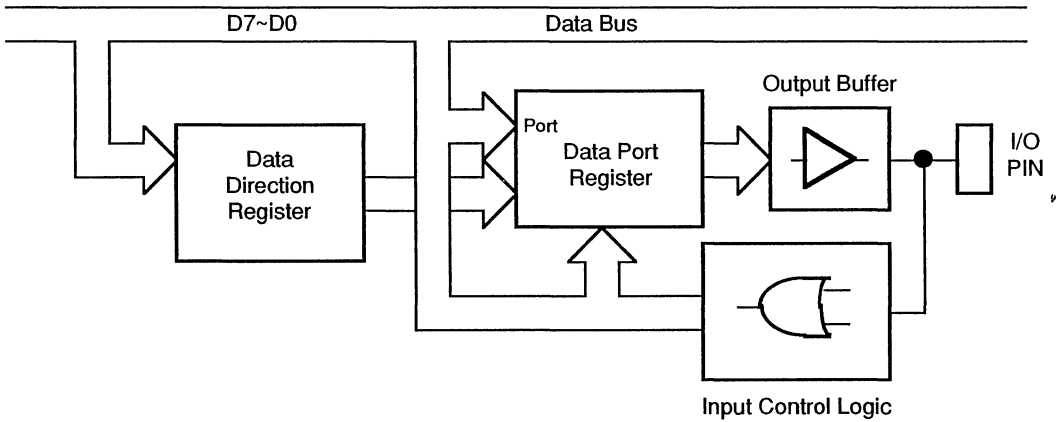 D7~D0
Data Bus
Output Buffer
Port
Data Port
Register
I/O
PIN
Data
Direction
Register
Input Control Logic